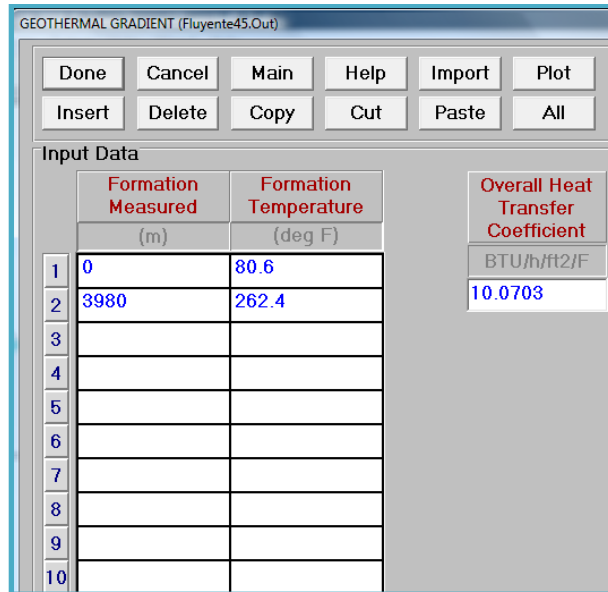 GEOTHERMAL GRADIENT (Fluyente45.Out)
Done Cancel Main Help Import Plot
Insert Delete Copy Cut Paste All
Input Data
Formation Measured
Formation Temperature
Overall Heat Transfer Coefficient
(m)
(deg F)
BTU/h/ft2/F
1 0 80.6
10.0703
2 3980 262.4
3
4
5
6
7
8
9
10